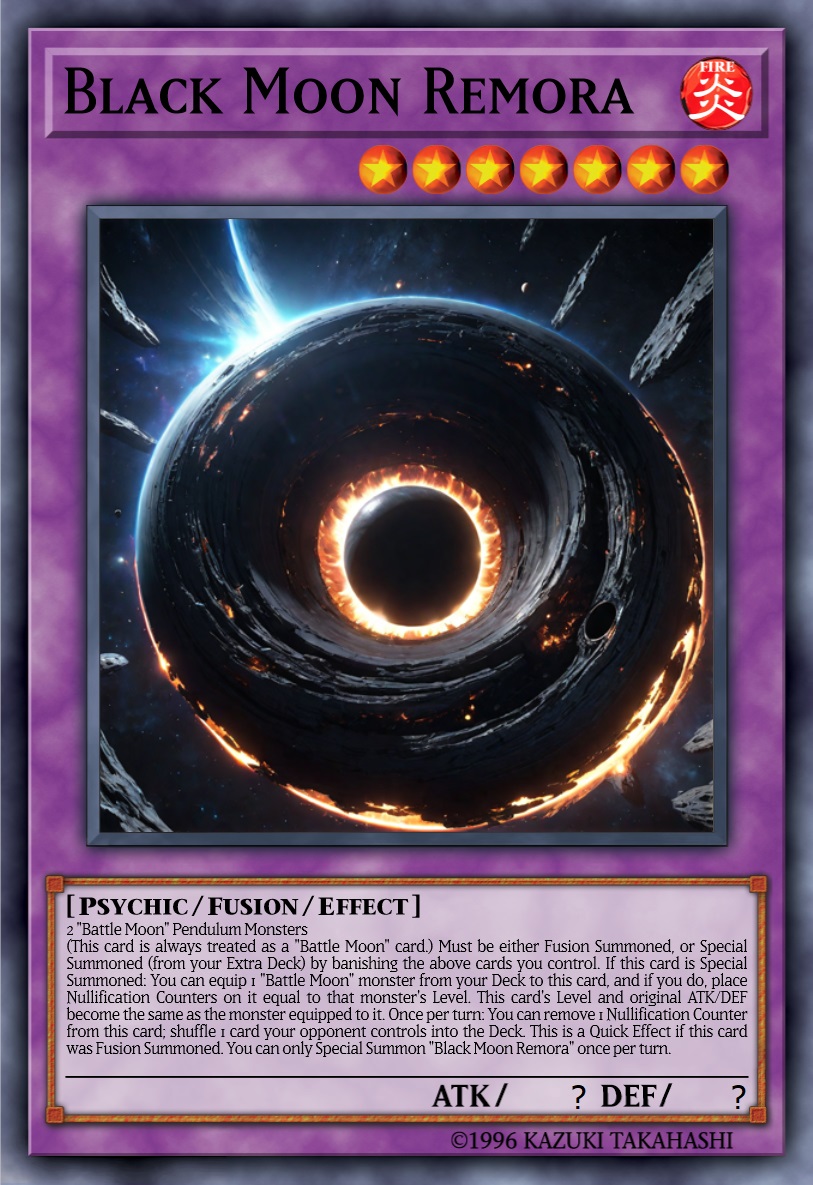 Black Moon Remora
FIRE
炎
[Psychic/Fusion/Effect]
2 "Battle Moon" Pendulum Monsters
(This card is always treated as a "Battle Moon" card.) Must be either Fusion Summoned, or Special
Summoned (from your Extra Deck) by banishing the above cards you control. If this card is Special
Summoned: You can equip 1 "Battle Moon" monster from your Deck to this card, and if you do, place
Nullification Counters on it equal to that monster's Level. This card's Level and original ATK/DEF
become the same as the monster equipped to it. Once per turn: You can remove 1 Nullification Counter
from this card; shuffle 1 card your opponent controls into the Deck. This is a Quick Effect if this card
was Fusion Summoned. You can only Special Summon "Black Moon Remora" once per turn.
ATK/ ? DEF/ ?
©1996 KAZUKI TAKAHASHI